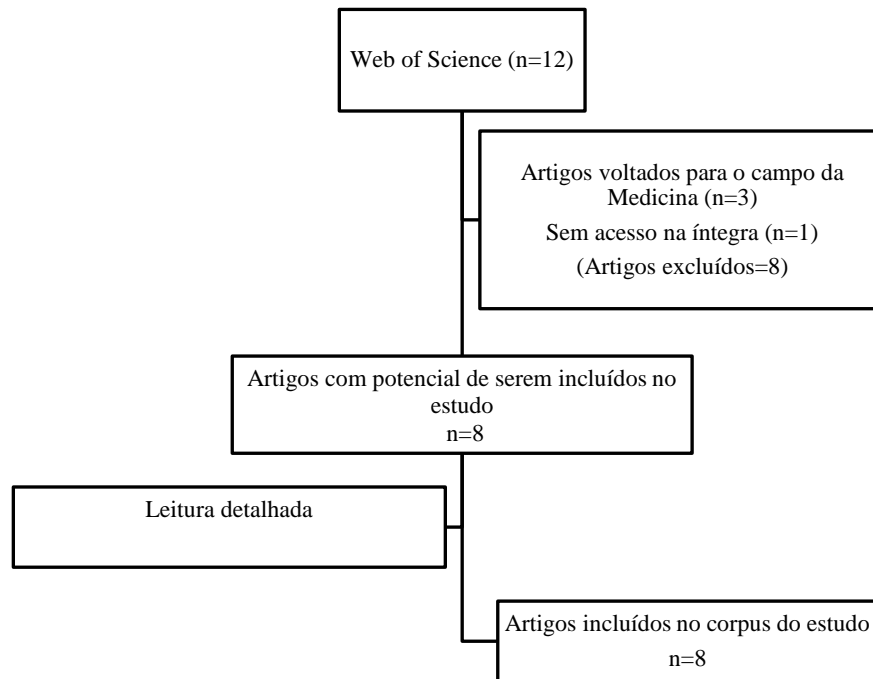 Web of Science (n=12)
Artigos voltados para o campo da
Medicina (n=3)
Sem acesso na íntegra (n=1)
(Artigos excluídos=8)
Artigos com potencial de serem incluídos no
estudo
n=8
Leitura detalhada
Artigos incluídos no corpus do estudo
n=8